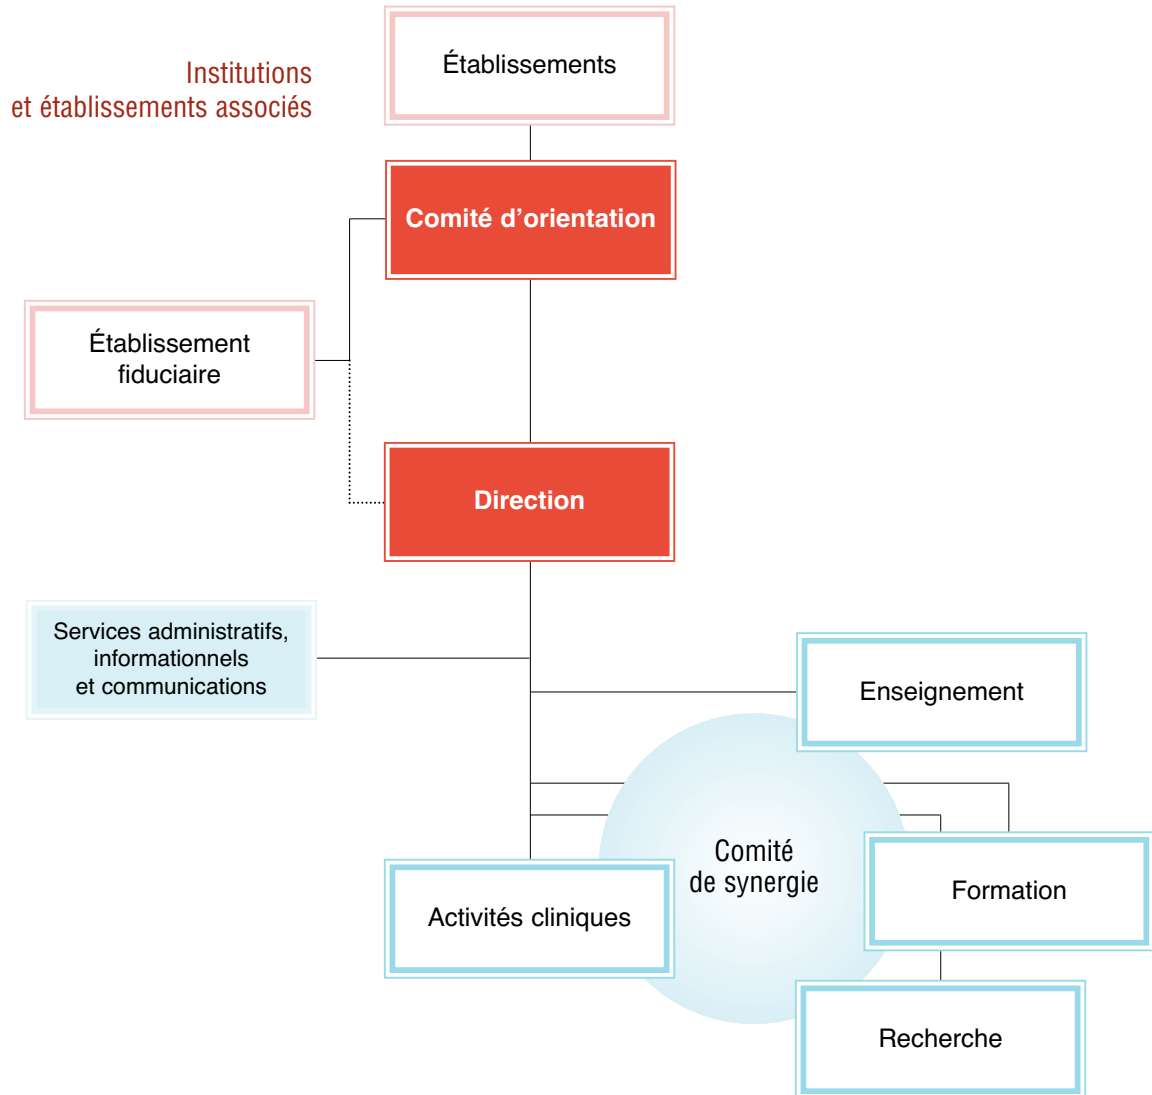 Établissements
Institutions
et établissements associés
Comité d’orientation
Établissement
fiduciaire
Direction
Services administratifs,
informationnels
et communications
Enseignement
Comité
de synergie
Formation
Activités cliniques
Recherche